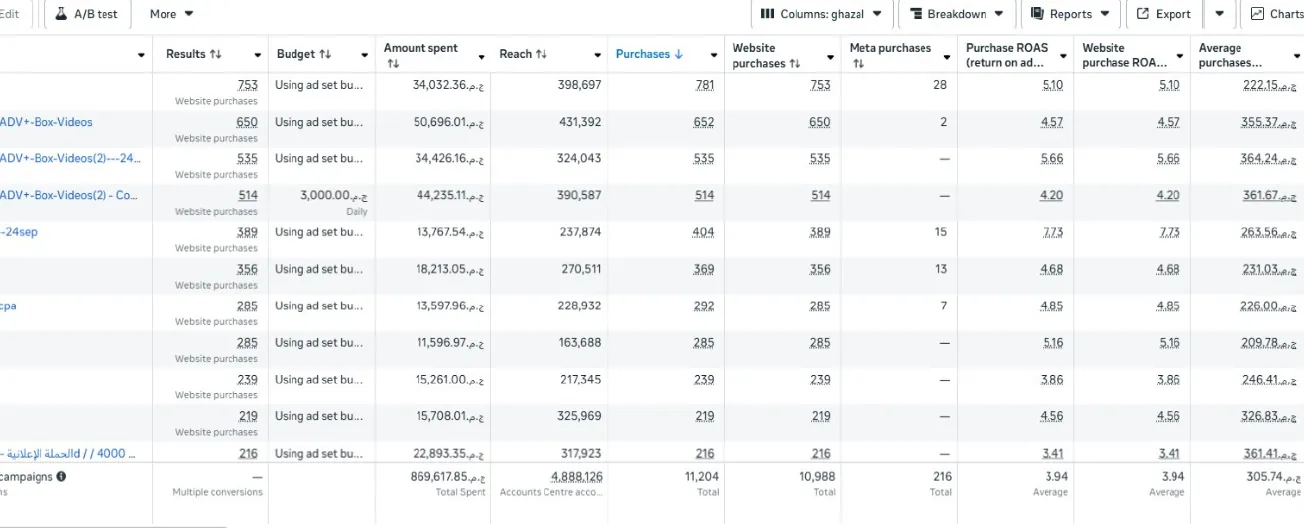 Edit A/B test More Columns: ghazal Breakdown Reports Export Charts
Results Budget Amount spent Reach Purchases Website purchases Meta purchases Purchase ROAS (return on ad... Website purchase ROA... Average purchases...
753 Using ad set bu... ج.م.34,032.36 398,697 781 753 28 5.10 5.10 ج.م.222.15
Website purchases
ADV+-Box-Videos 650 Using ad set bu... ج.م.50,696.01 431,392 652 650 2 4.57 4.57 ج.م.355.37
Website purchases
ADV+-Box-Videos(2)---24... 535 Using ad set bu... ج.م.34,426.16 324,043 535 535 — 5.66 5.66 ج.م.364.24
Website purchases
ADV+-Box-Videos(2) - Co... 514 ج.م.3,000.00 ج.م.44,235.11 390,587 514 514 — 4.20 4.20 ج.م.361.67
Website purchases Daily
--24sep 389 Using ad set bu... ج.م.13,767.54 237,874 404 389 15 7.73 7.73 ج.م.263.56
Website purchases
356 Using ad set bu... ج.م.18,213.05 270,511 369 356 13 4.68 4.68 ج.م.231.03
Website purchases
cpa 285 Using ad set bu... ج.م.13,597.96 228,932 292 285 7 4.85 4.85 ج.م.226.00
Website purchases
285 Using ad set bu... ج.م.11,596.97 163,688 285 285 — 5.16 5.16 ج.م.209.78
Website purchases
239 Using ad set bu... ج.م.15,261.00 217,345 239 239 — 3.86 3.86 ج.م.246.41
Website purchases
219 Using ad set bu... ج.م.15,708.01 325,969 219 219 — 4.56 4.56 ج.م.326.83
Website purchases
- الحملة الإعلانيةId / / 4000 ... 216 Using ad set bu... ج.م.22,893.35 317,923 216 216 — 3.41 3.41 ج.م.361.41
campaigns — ج.م.869,617.85 4,888,126 11,204 10,988 216 3.94 3.94 ج.م.305.74
ns Multiple conversions Total Spent Accounts Centre acco... Total Total Total Average Average Average